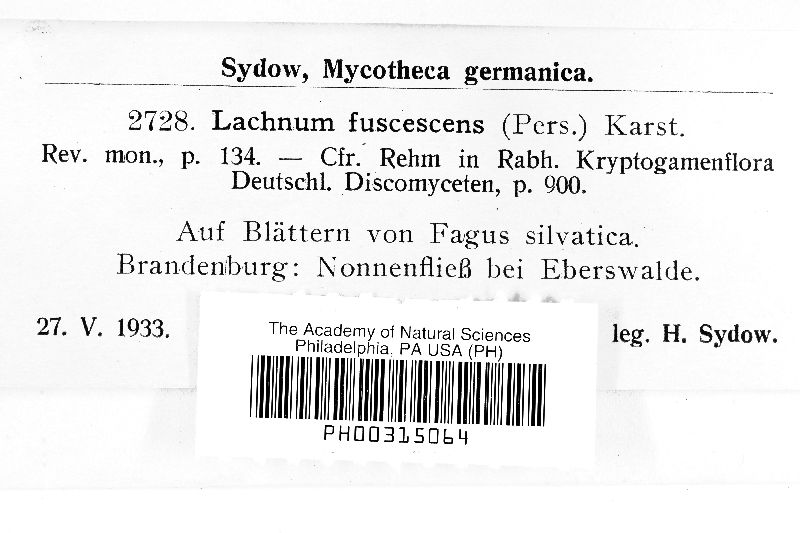 Sydow, Mycotheca germanica.
2728. Lachnum fuscescens (Pers.) Karst.
Rev. mon., p. 134. — Cfr. Rehm in Rabh. Kryptogamenflora
Deutschl. Discomyceten, p. 900.
Auf Blättern von Fagus silvatica.
Brandenburg: Nonnenfließ bei Eberswalde.
27. V. 1933. leg. H. Sydow.
The Academy of Natural Sciences
Philadelphia, PA USA (PH)
PH00315064